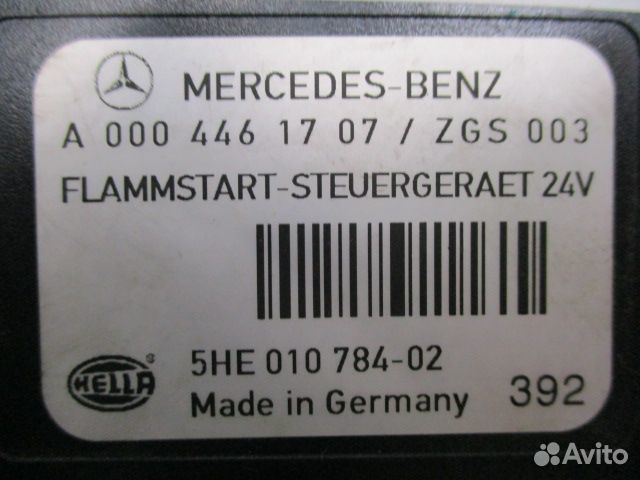 MERCEDES-BENZ
A 000 446 17 07 / ZGS 003
FLAMMSTART-STEUERGERAET 24V
5HE 010 784-02
HELLA
Made in Germany 392
Avito